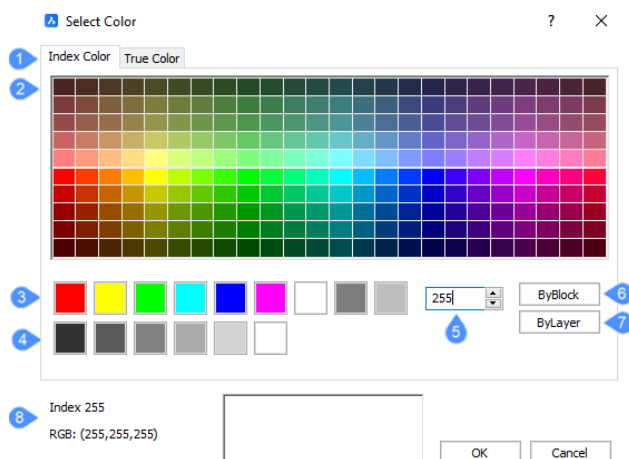 Select Color
?
1
Index Color
True Color
2
3
255
ByBlock
6
4
5
ByLayer
7
Index 255
8
RGB: (255,255,255)
OK
Cancel